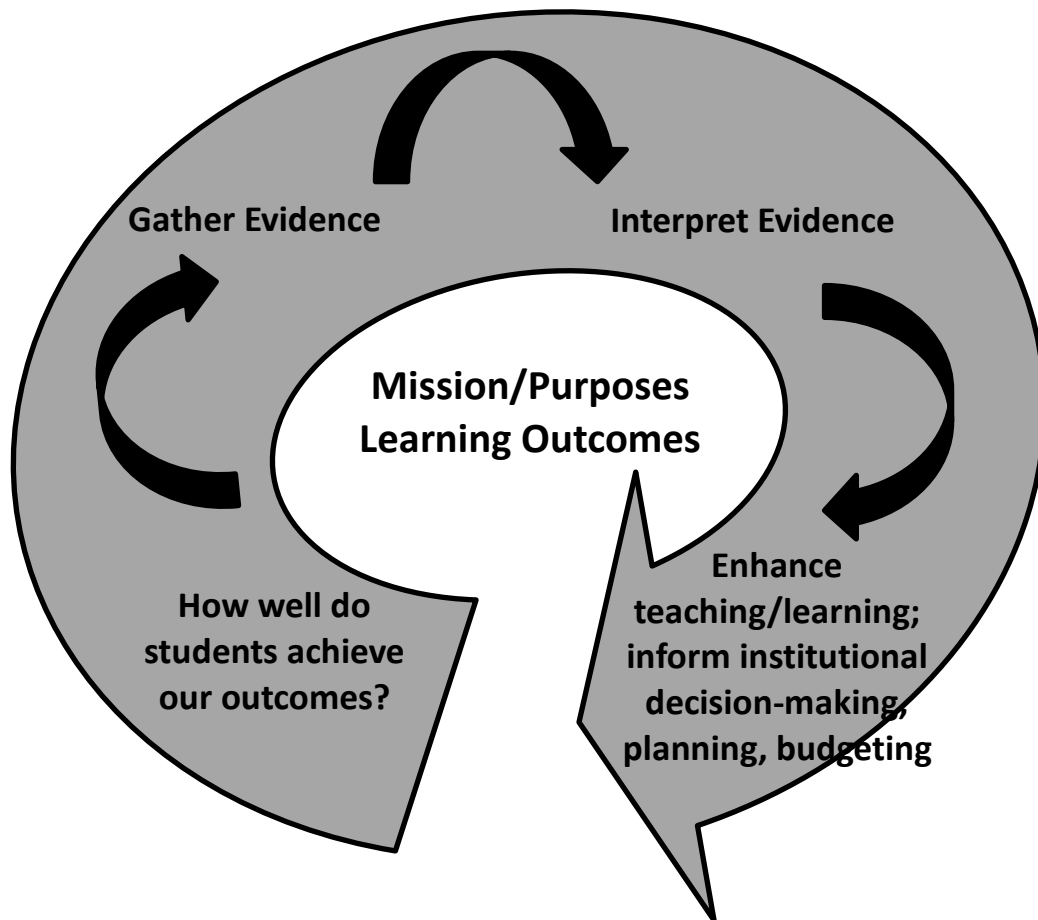 Gather Evidence
Interpret Evidence
Mission/Purposes
Learning Outcomes
How well do
students achieve
our outcomes?
Enhance
teaching/learning;
inform institutional
decision-making,
planning, budgeting